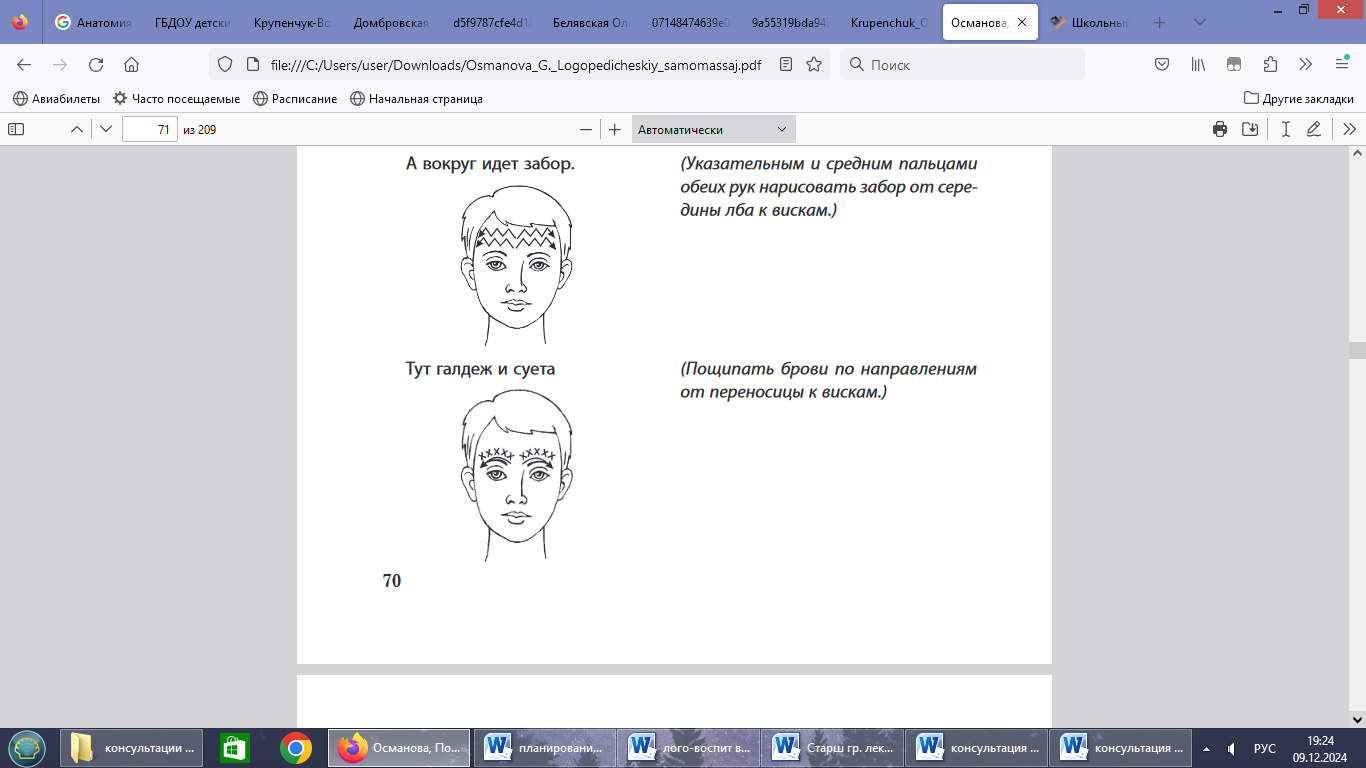 Анатомия
ГБДОУ детски
Крупенчук-Во
Домбровская
d5f9787cfe4d1
Белявская Ол
07148474639e0
9a55319bda943
Krupenchuk_O
Османова,
Школьный
file:///C:/Users/user/Downloads/Osmanova_G._Logopedicheskiy_samomassaj.pdf
Поиск
Авиабилеты
Часто посещаемые
Расписание
Начальная страница
Другие закладки
71 из 209
Автоматически
А вокруг идет забор.
(Указательным и средним пальцами
обеих рук нарисовать забор от сере-
дины лба к вискам.)
Тут галдеж и суета
(Пощипать брови по направлениям
от переносицы к вискам.)
70
консультации ...
Османова, По...
планировани...
лого-воспит в...
Старш гр. лек...
консультация ...
консультация ...
РУС
19:24
09.12.2024